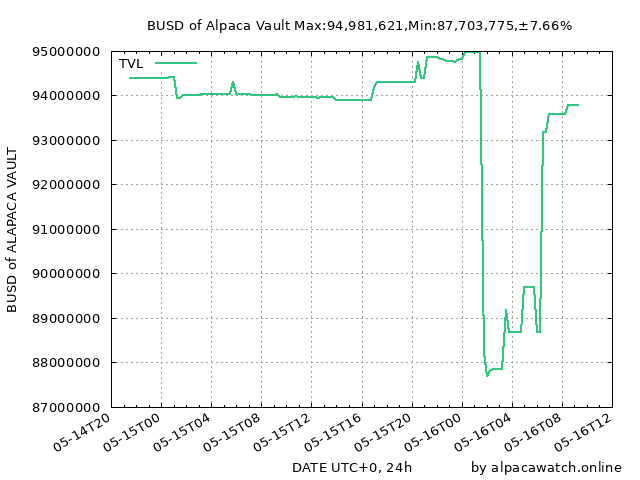 BUSD of Alpaca Vault Max:94,981,621,Min:87,703,775,±7.66%
TVL
95000000
94000000
93000000
92000000
91000000
90000000
89000000
88000000
87000000
BUSD of ALAPACA VAULT
05-14T20
05-15T00
05-15T04
05-15T08
05-15T12
05-15T16
05-15T20
05-16T00
05-16T04
05-16T08
05-16T12
DATE UTC+0, 24h
by alpacawatch.online